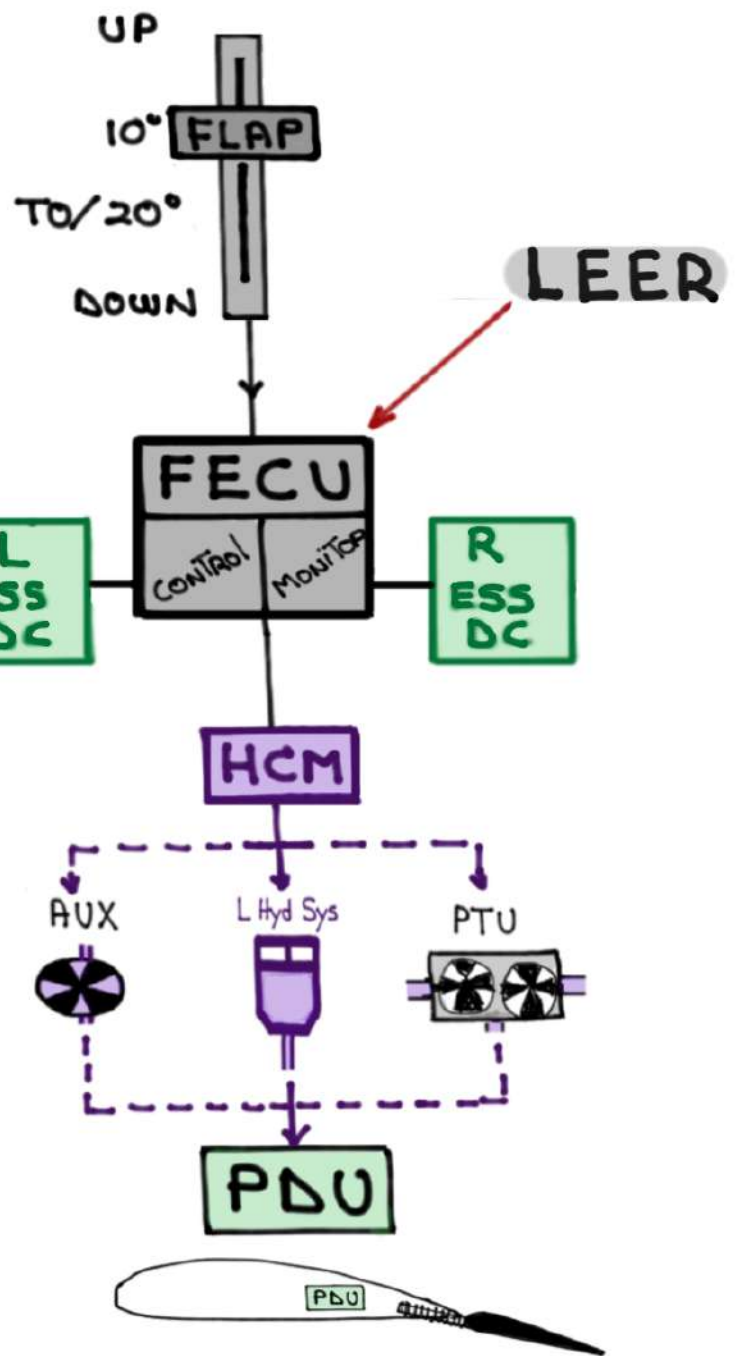 UP
10°
FLAP
TO/20°
DOWN
LEER
FECU
CONTROL
MONITOR
L
SS
DC
R
ESS
DC
HCM
AUX
L Hyd Sys
PTU
PDU
PDU